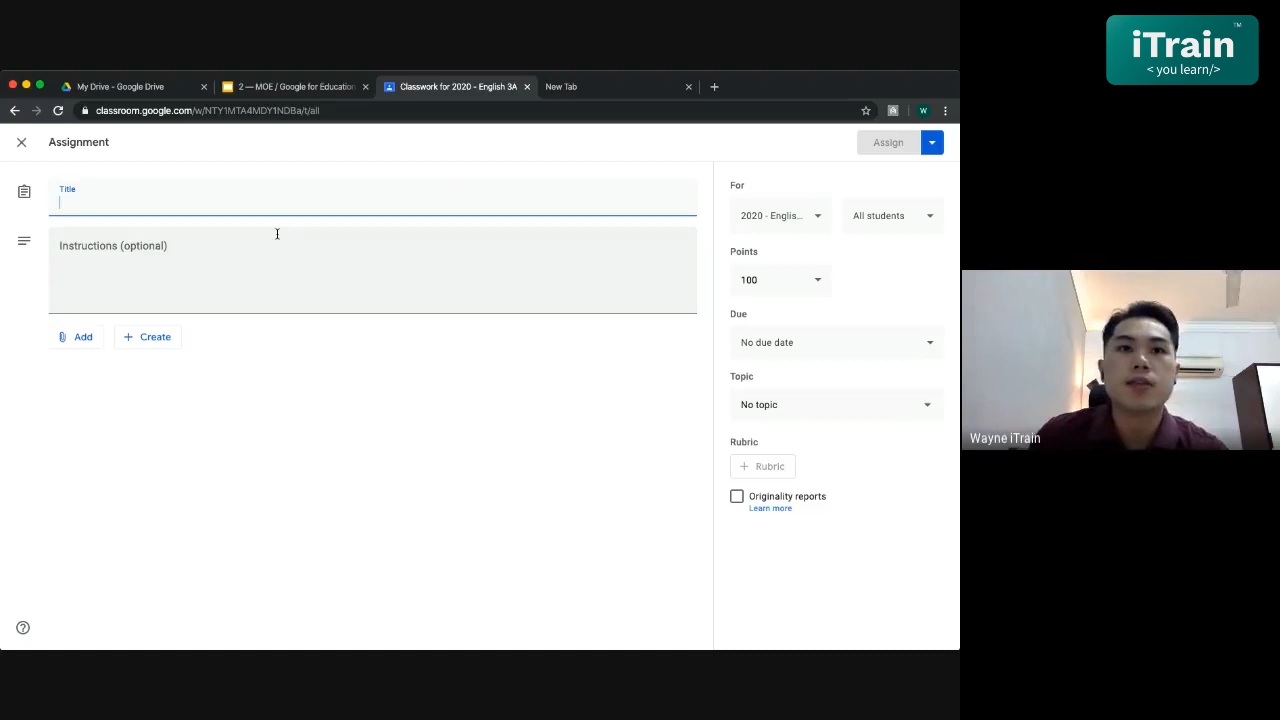 iTrain™
< you learn/>
My Drive - Google Drive
2 — MOE / Google for Education
Classwork for 2020 - English 3A
New Tab
classroom.google.com/w/NTY1MTA4MDY1NDBa/t/all
W
Assignment
Assign
Title
Instructions (optional)
Add
Create
For
2020 - Englis...
All students
Points
100
Due
No due date
Topic
No topic
Rubric
Rubric
Originality reports
Learn more
Wayne iTrain